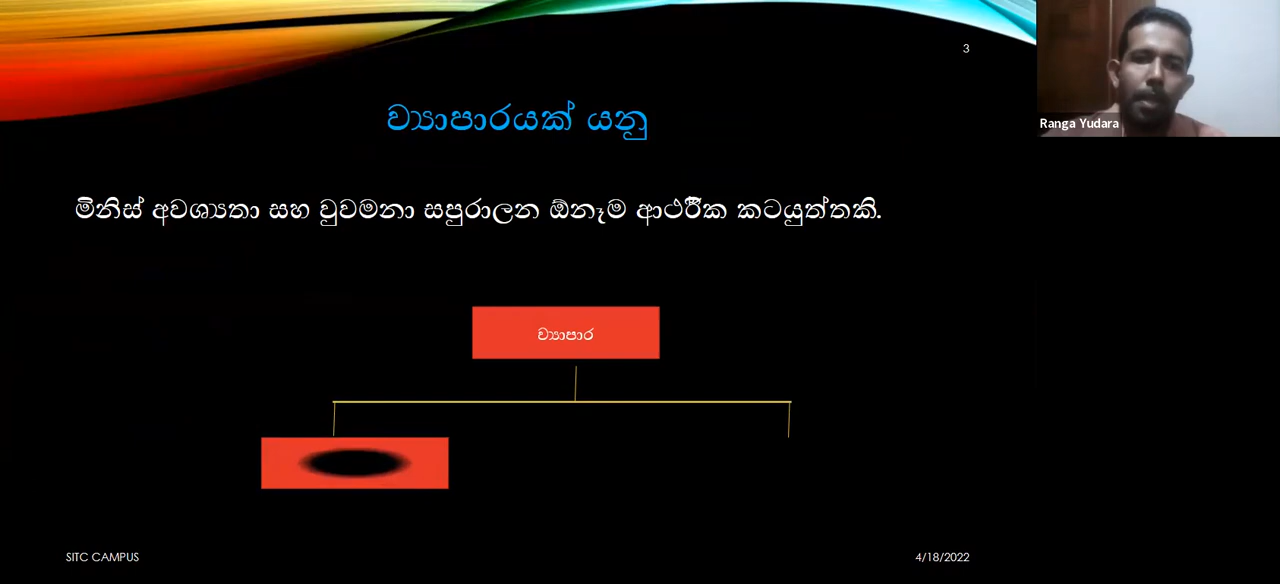 3
ව්‍යාපාරයක් යනු
මිනිස් අවශ්‍යතා සහ වුවමනා සපුරාලන ඕනෑම ආර්ථීක කටයුත්තකි.
ව්‍යාපාර
SITC CAMPUS
4/18/2022
Ranga Yudara